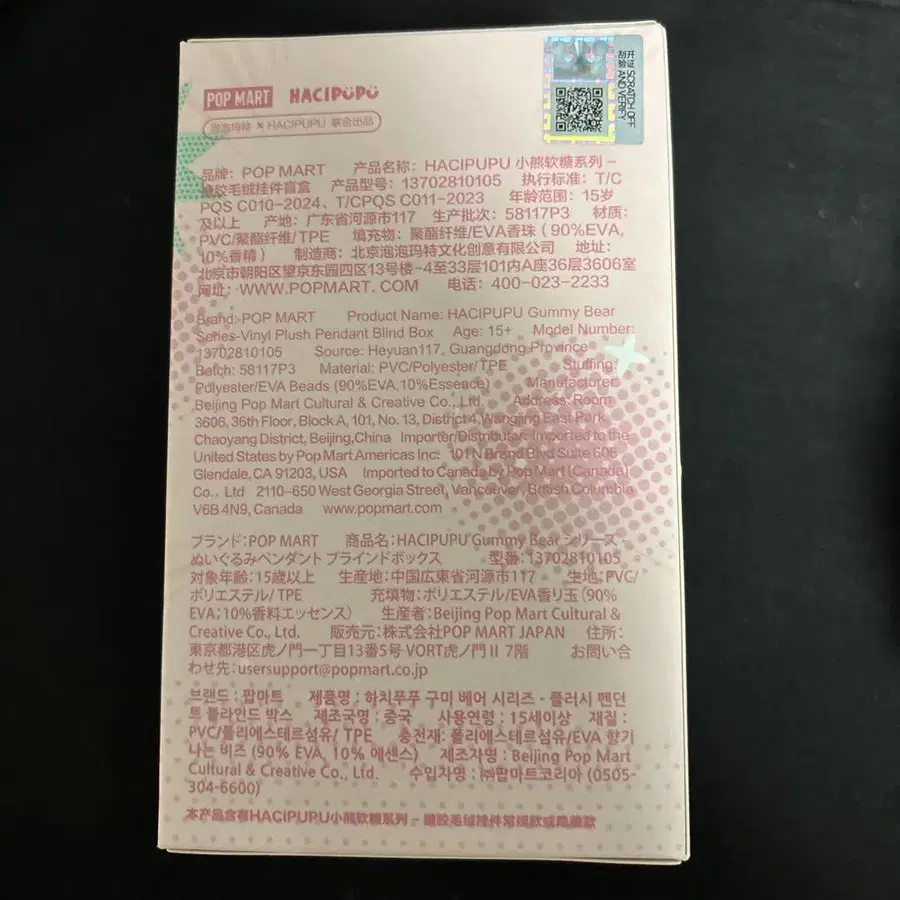 POP MART HACIPUPU
泡泡玛特 × HACIPUPU 联合出品
刮开验证 SCRATCH OFF AND VERIFY
品牌: POP MART 产品名称: HACIPUPU 小熊软糖系列 –
搪胶毛绒挂件盲盒 产品型号: 13702810105 执行标准: T/C
PQS C010-2024、T/CPQS C011-2023 年龄范围: 15岁
及以上 产地: 广东省河源市117 生产批次: 58117P3 材质:
PVC/聚酯纤维/TPE 填充物: 聚酯纤维/EVA香珠 (90%EVA,
10%香精) 制造商: 北京泡泡玛特文化创意有限公司 地址:
北京市朝阳区望京东园四区13号楼-4至33层101内A座36层3606室
网址: WWW.POPMART.COM 电话: 400-023-2233
Brand: POP MART Product Name: HACIPUPU Gummy Bear
Series-Vinyl Plush Pendant Blind Box Age: 15+ Model Number:
13702810105 Source: Heyuan117, Guangdong Province
Batch: 58117P3 Material: PVC/Polyester/TPE Stuffing:
Polyester/EVA Beads (90%EVA,10%Essence) Manufacturer:
Beijing Pop Mart Cultural & Creative Co., Ltd. Address: Room
3606, 36th Floor, Block A, 101, No. 13, District 4,Wangjing East Park,
Chaoyang District, Beijing,China Importer/Distributor: Imported to the
United States by Pop Mart Americas Inc. 101 N Brand Blvd Suite 606
Glendale, CA 91203, USA Imported to Canada by Pop Mart (Canada)
Co., Ltd 2110-650 West Georgia Street, Vancouver, British Columbia
V6B 4N9, Canada www.popmart.com
ブランド:POP MART 商品名:HACIPUPU Gummy Bear シリーズ
ぬいぐるみペンダント ブラインドボックス 型番:13702810105
対象年齢:15歳以上 生産地:中国広東省河源市117 生地:PVC/
ポリエステル/ TPE 充填物:ポリエステル/EVA香り玉(90%
EVA;10%香料エッセンス) 生産者:Beijing Pop Mart Cultural &
Creative Co., Ltd. 販売元:株式会社POP MART JAPAN 住所:
東京都港区虎ノ門一丁目13番5号 VORT虎ノ門Ⅱ 7階 お問い合
わせ先:usersupport@popmart.co.jp
브랜드 : 팝마트 제품명 : 하치푸푸 구미 베어 시리즈 - 플러시 펜던
트 블라인드 박스 제조국명 : 중국 사용연령 : 15세이상 재질 :
PVC/폴리에스테르섬유/ TPE 충전재: 폴리에스테르섬유/EVA 향기
나는 비즈 (90% EVA, 10% 에센스) 제조자명 : Beijing Pop Mart
Cultural & Creative Co., Ltd. 수입자명 : ㈜팝마트코리아 (0505-
304-6600)
本产品含有HACIPUPU小熊软糖系列 – 搪胶毛绒挂件常规款或隐藏款